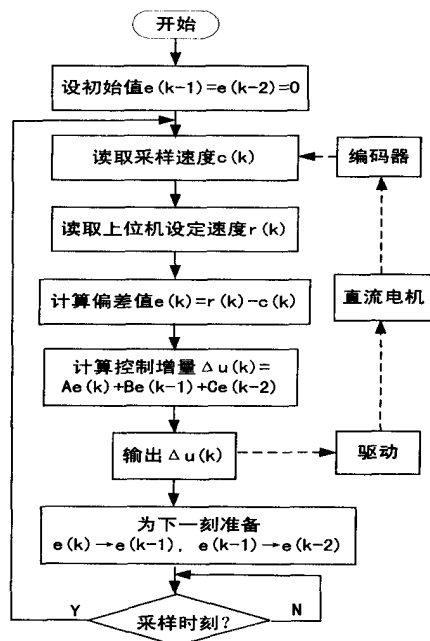 开始
设初始值e(k-1)=e(k-2)=0
读取采样速度c(k)
编码器
读取上位机设定速度r(k)
计算偏差值e(k)=r(k)-c(k)
直流电机
计算控制增量Δu(k)=
Ae(k)+Be(k-1)+Ce(k-2)
输出Δu(k)
驱动
为下一刻准备
e(k)→e(k-1), e(k-1)→e(k-2)
Y
采样时刻?
N